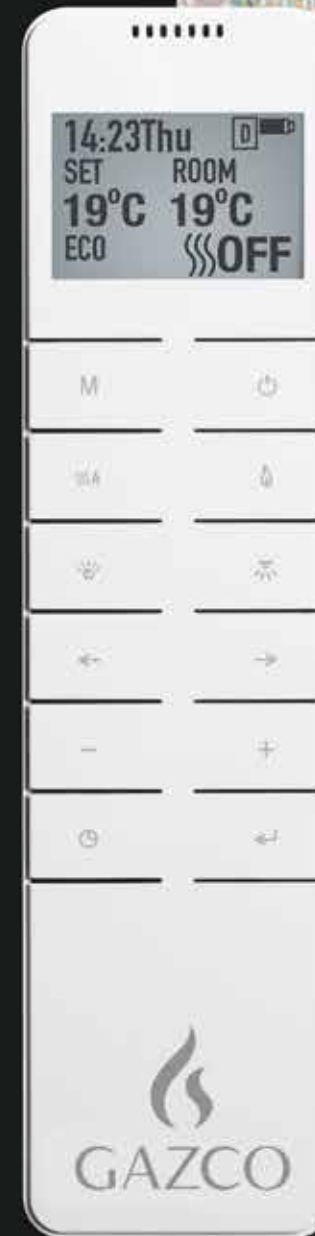 14:23Thu D
SET ROOM
19°C 19°C
ECO OFF
M
A
GAZCO